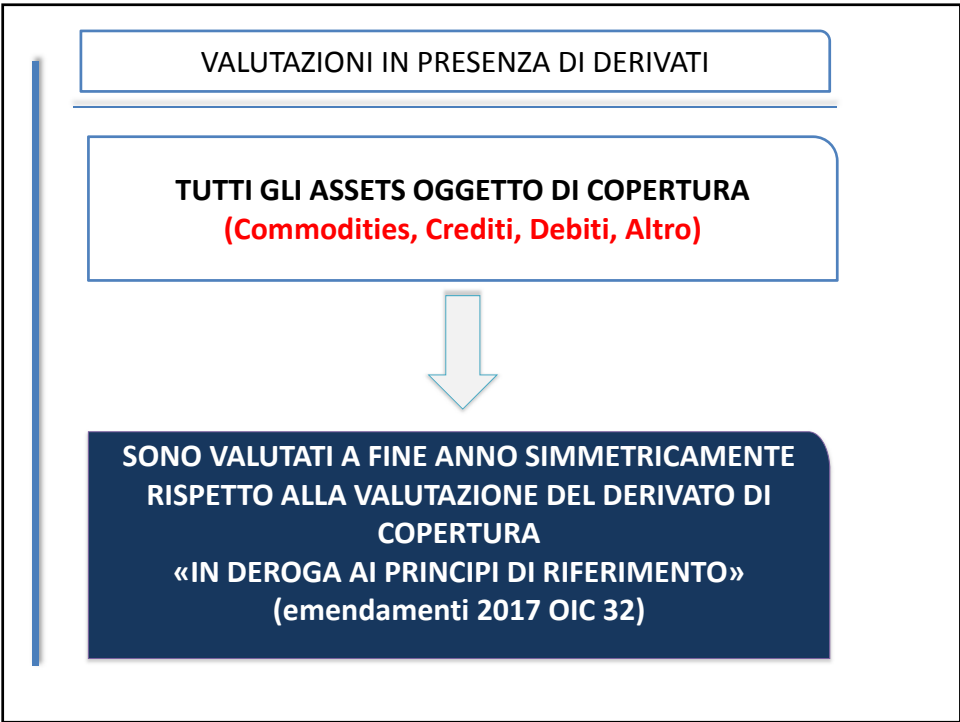 VALUTAZIONI IN PRESENZA DI DERIVATI
TUTTI GLI ASSETS OGGETTO DI COPERTURA
(Commodities, Crediti, Debiti, Altro)
SONO VALUTATI A FINE ANNO SIMMETRICAMENTE
RISPETTO ALLA VALUTAZIONE DEL DERIVATO DI
COPERTURA
«IN DEROGA AI PRINCIPI DI RIFERIMENTO»
(emendamenti 2017 OIC 32)